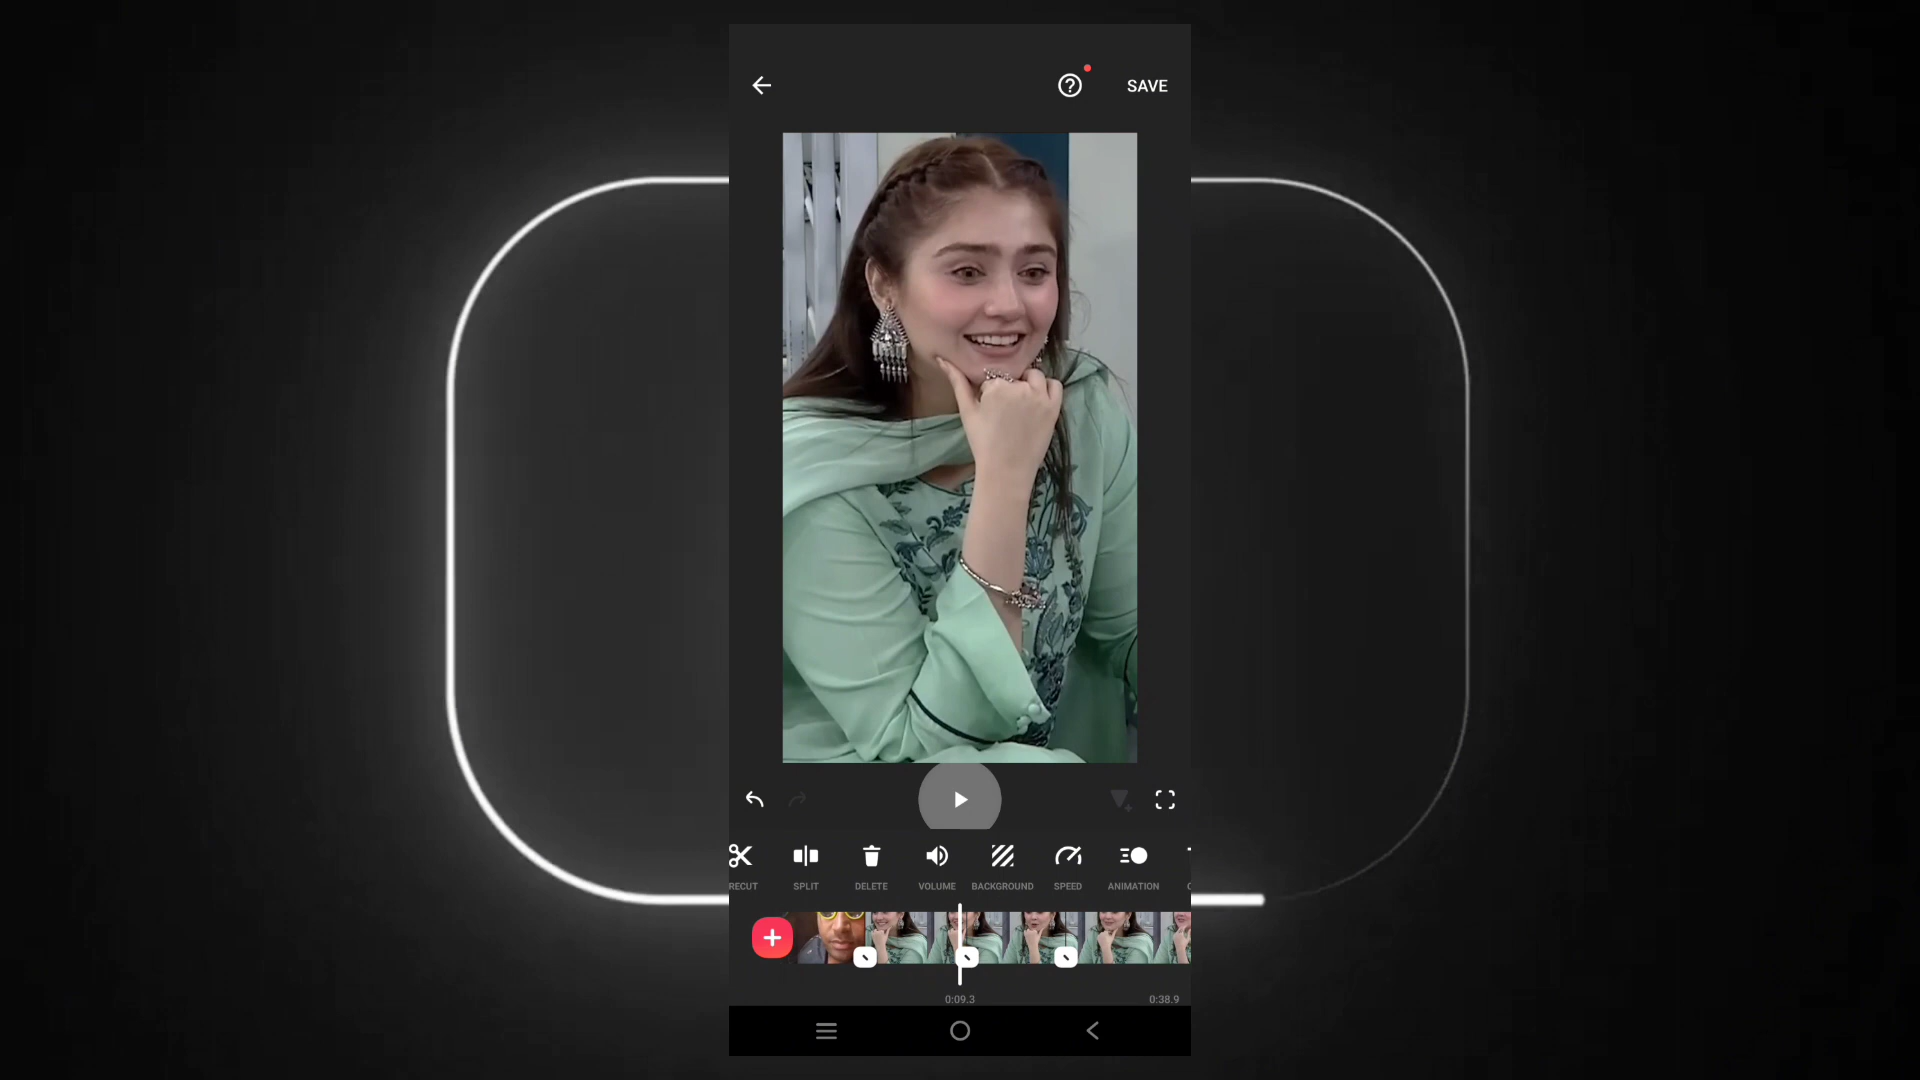 SAVE
RECUT SPLIT DELETE VOLUME BACKGROUND SPEED ANIMATION
0:09.3 0:38.9